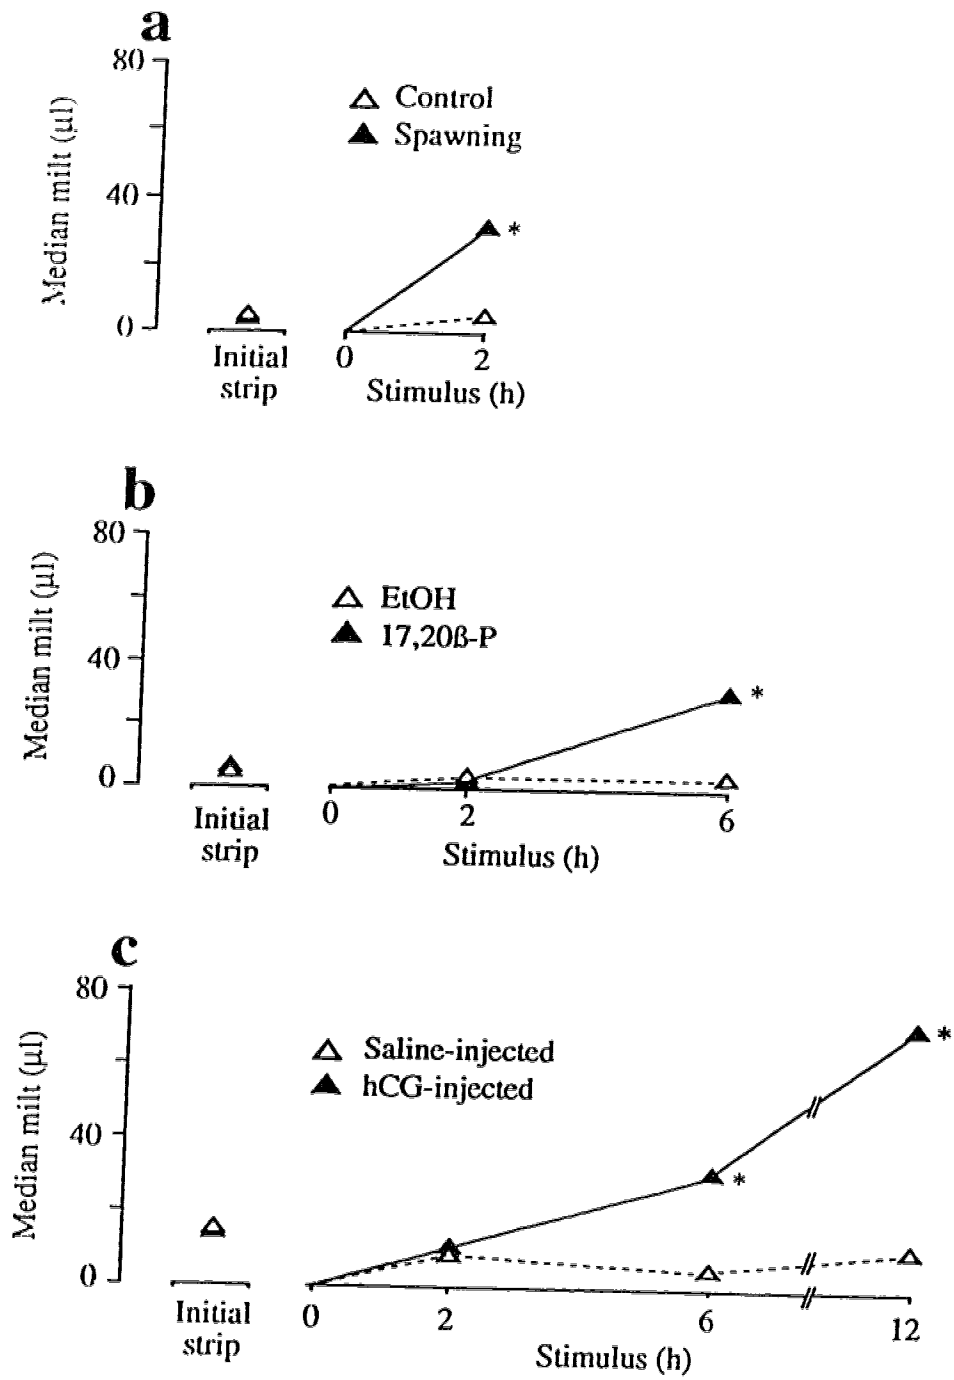 a
80
40
0
Median milt (µl)
Control
Spawning
*
Initial
strip
0
2
Stimulus (h)
b
80
40
0
Median milt (µl)
EtOH
17,20ß-P
*
Initial
strip
0
2
6
Stimulus (h)
c
80
40
0
Median milt (µl)
Saline-injected
hCG-injected
*
*
Initial
strip
0
2
6
12
Stimulus (h)